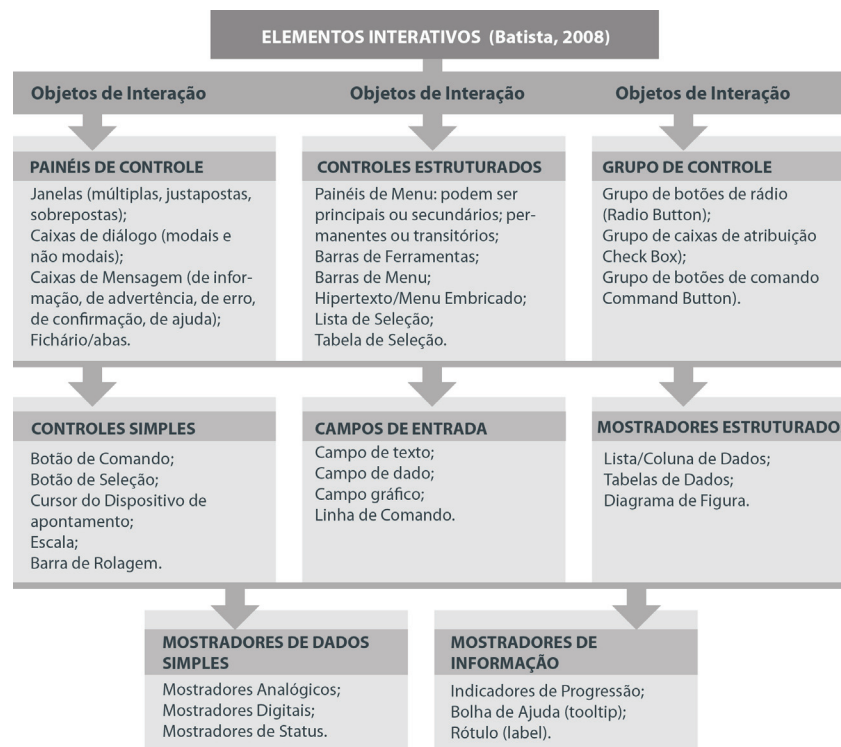 ELEMENTOS INTERATIVOS (Batista, 2008)
Objetos de Interação
Objetos de Interação
Objetos de Interação
PAINÉIS DE CONTROLE
Janelas (múltiplas, justapostas,
sobrepostas);
Caixas de diálogo (modais e
não modais);
Caixas de Mensagem (de infor-
mação, de advertência, de erro,
de confirmação, de ajuda);
Fichário/abas.
CONTROLES ESTRUTURADOS
Painéis de Menu: podem ser
principais ou secundários; per-
manentes ou transitórios;
Barras de Ferramentas;
Barras de Menu;
Hipertexto/Menu Embricado;
Lista de Seleção;
Tabela de Seleção.
GRUPO DE CONTROLE
Grupo de botões de rádio
(Radio Button);
Grupo de caixas de atribuição
Check Box);
Grupo de botões de comando
Command Button).
CONTROLES SIMPLES
Botão de Comando;
Botão de Seleção;
Cursor do Dispositivo de
apontamento;
Escala;
Barra de Rolagem.
CAMPOS DE ENTRADA
Campo de texto;
Campo de dado;
Campo gráfico;
Linha de Comando.
MOSTRADORES ESTRUTURADO
Lista/Coluna de Dados;
Tabelas de Dados;
Diagrama de Figura.
MOSTRADORES DE DADOS
SIMPLES
Mostradores Analógicos;
Mostradores Digitais;
Mostradores de Status.
MOSTRADORES DE
INFORMAÇÃO
Indicadores de Progressão;
Bolha de Ajuda (tooltip);
Rótulo (label).